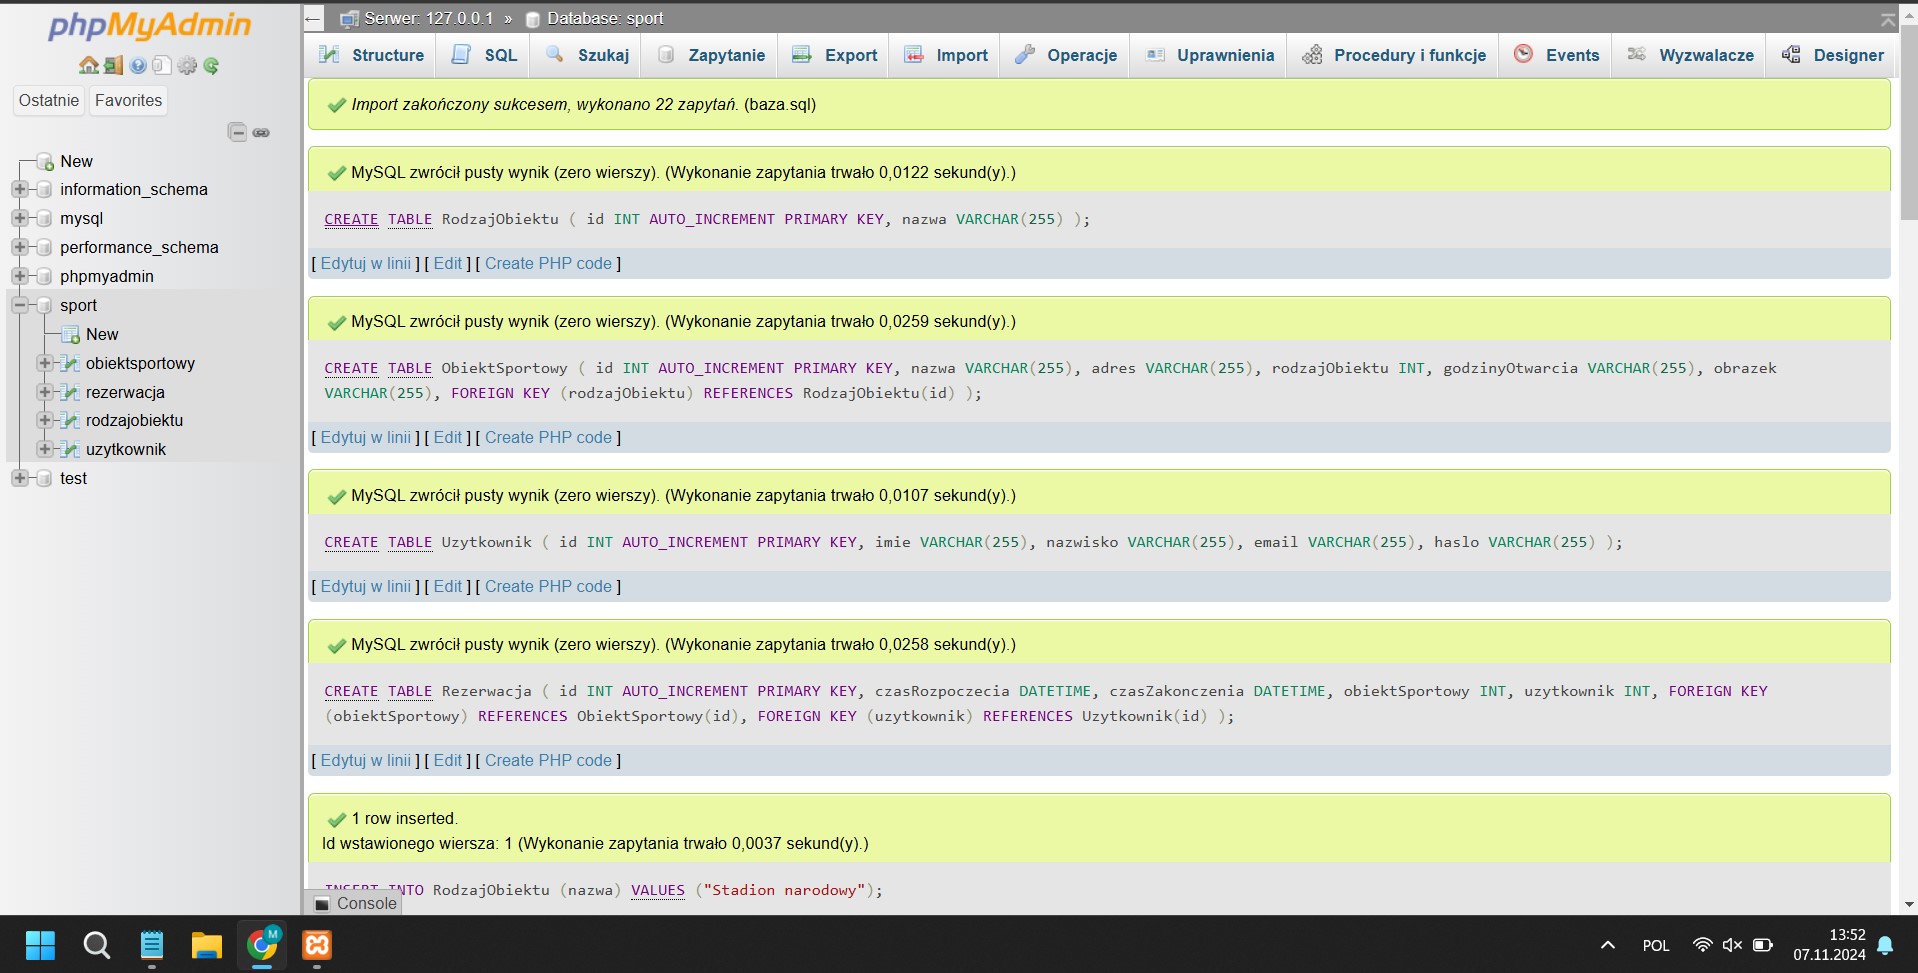 phpMyAdmin
Ostatnie Favorites
New
information_schema
mysql
performance_schema
phpmyadmin
sport
New
obiektsportowy
rezerwacja
rodzajobiektu
uzytkownik
test
← Serwer: 127.0.0.1 » Database: sport
Structure SQL Szukaj Zapytanie Export Import Operacje Uprawnienia Procedury i funkcje Events Wyzwalacze Designer
Import zakończony sukcesem, wykonano 22 zapytań. (baza.sql)
MySQL zwrócił pusty wynik (zero wierszy). (Wykonanie zapytania trwało 0,0122 sekund(y).)
CREATE TABLE RodzajObiektu ( id INT AUTO_INCREMENT PRIMARY KEY, nazwa VARCHAR(255) );
[ Edytuj w linii ] [ Edit ] [ Create PHP code ]
MySQL zwrócił pusty wynik (zero wierszy). (Wykonanie zapytania trwało 0,0259 sekund(y).)
CREATE TABLE ObiektSportowy ( id INT AUTO_INCREMENT PRIMARY KEY, nazwa VARCHAR(255), adres VARCHAR(255), rodzajObiektu INT, godzinyOtwarcia VARCHAR(255), obrazek
VARCHAR(255), FOREIGN KEY (rodzajObiektu) REFERENCES RodzajObiektu(id) );
[ Edytuj w linii ] [ Edit ] [ Create PHP code ]
MySQL zwrócił pusty wynik (zero wierszy). (Wykonanie zapytania trwało 0,0107 sekund(y).)
CREATE TABLE Uzytkownik ( id INT AUTO_INCREMENT PRIMARY KEY, imie VARCHAR(255), nazwisko VARCHAR(255), email VARCHAR(255), haslo VARCHAR(255) );
[ Edytuj w linii ] [ Edit ] [ Create PHP code ]
MySQL zwrócił pusty wynik (zero wierszy). (Wykonanie zapytania trwało 0,0258 sekund(y).)
CREATE TABLE Rezerwacja ( id INT AUTO_INCREMENT PRIMARY KEY, czasRozpoczecia DATETIME, czasZakonczenia DATETIME, obiektSportowy INT, uzytkownik INT, FOREIGN KEY
(obiektSportowy) REFERENCES ObiektSportowy(id), FOREIGN KEY (uzytkownik) REFERENCES Uzytkownik(id) );
[ Edytuj w linii ] [ Edit ] [ Create PHP code ]
1 row inserted.
Id wstawionego wiersza: 1 (Wykonanie zapytania trwało 0,0037 sekund(y).)
INSERT INTO RodzajObiektu (nazwa) VALUES ("Stadion narodowy");
Console
M
POL
13:52
07.11.2024